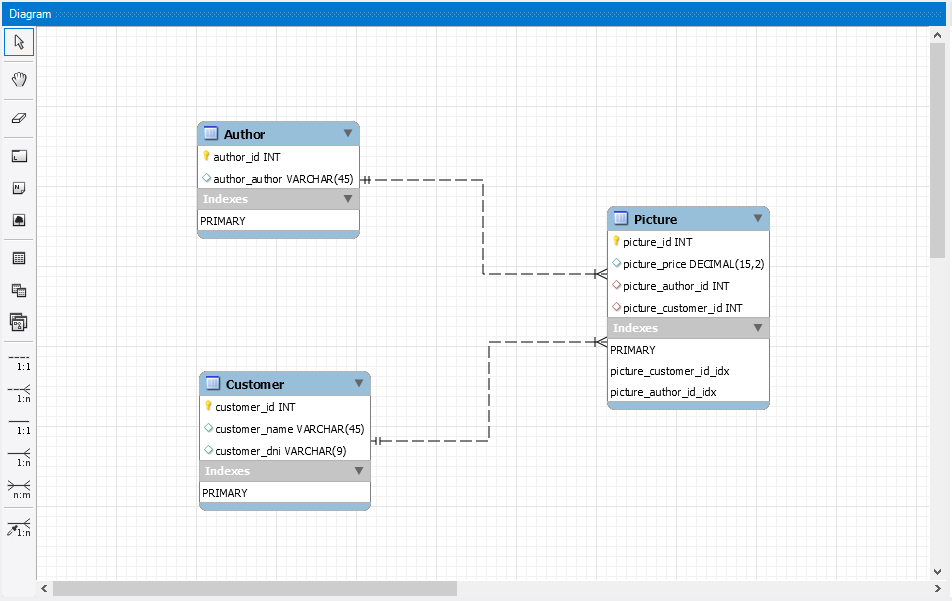 Diagram
Author
author_id INT
author_author VARCHAR(45)
Indexes
PRIMARY
Picture
picture_id INT
picture_price DECIMAL(15,2)
picture_author_id INT
picture_customer_id INT
Indexes
PRIMARY
picture_customer_id_idx
picture_author_id_idx
Customer
customer_id INT
customer_name VARCHAR(45)
customer_dni VARCHAR(9)
Indexes
PRIMARY
1:1
1:n
1:1
1:n
n:m
1:n